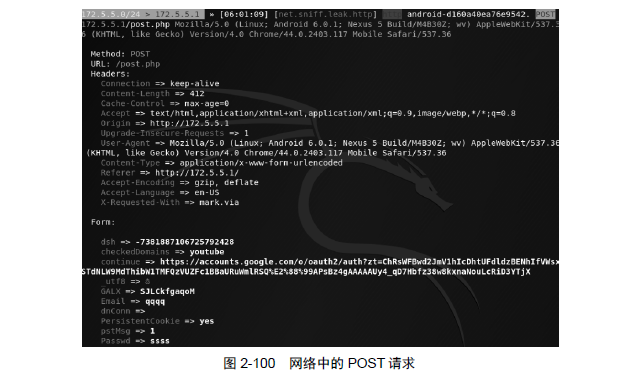 172.5.5.0/24 > 172.5.5.1 » [06:01:09] [net.sniff.leak.http] android-d160a40ea76e9542. POST
172.5.5.1/post.php Mozilla/5.0 (Linux; Android 6.0.1; Nexus 5 Build/M4B30Z; wv) AppleWebKit/537.3
6 (KHTML, like Gecko) Version/4.0 Chrome/44.0.2403.117 Mobile Safari/537.36
Method: POST
URL: /post.php
Headers:
Connection => keep-alive
Content-Length => 412
Cache-Control => max-age=0
Accept => text/html,application/xhtml+xml,application/xml;q=0.9,image/webp,*/*;q=0.8
Origin => http://172.5.5.1
Upgrade-Insecure-Requests => 1
User-Agent => Mozilla/5.0 (Linux; Android 6.0.1; Nexus 5 Build/M4B30Z; wv) AppleWebKit/537.36
(KHTML, like Gecko) Version/4.0 Chrome/44.0.2403.117 Mobile Safari/537.36
Content-Type => application/x-www-form-urlencoded
Referer => http://172.5.5.1/
Accept-Encoding => gzip, deflate
Accept-Language => en-US
X-Requested-With => mark.via
Form:
dsh => -7381887106725792428
checkedDomains => youtube
continue => https://accounts.google.com/o/oauth2/auth?zt=ChRsWFBwd2JmV1hIcDhtUFdldzBENhIfVWsx
STdNLW9MdThibW1TMFQzVUZFc1BBaURuWmlRSQ%E2%88%99APsBz4gAAAAAUy4_qD7Hbfz38w8kxnaNouLcRiD3YTjX
_utf8 =>
GALX => SJLCkfgaqoM
Email => qqqq
dnConn =>
PersistentCookie => yes
pstMsg => 1
Passwd => ssss
图 2-100 网络中的 POST 请求